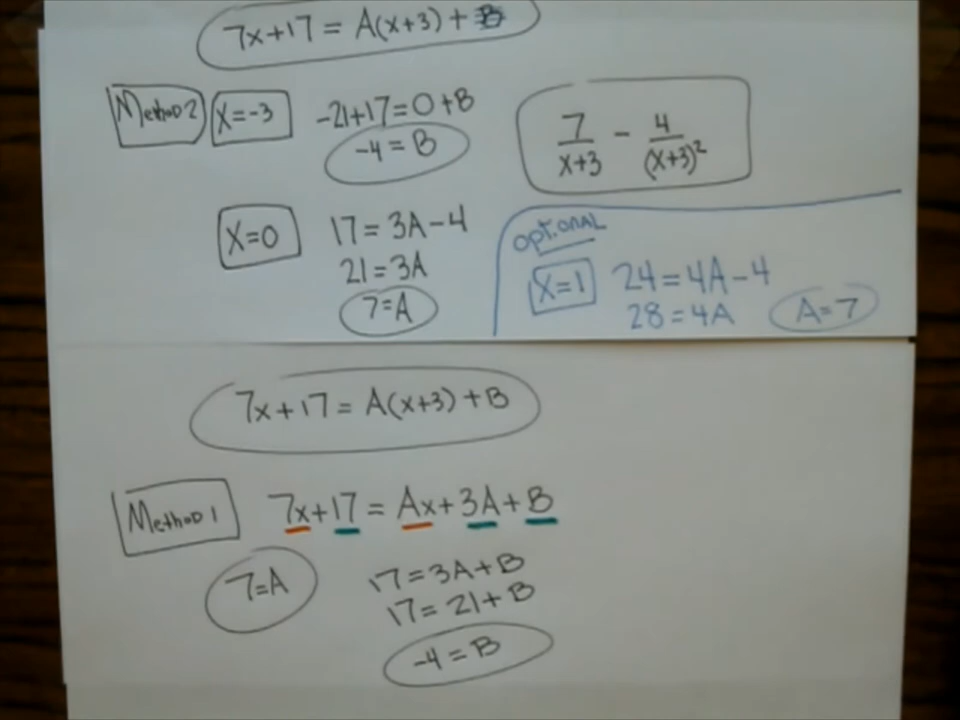 7x+17 = A(x+3) + B
Method 2 X=-3 -21+17=0+B
-4 = B
7/(x+3) - 4/(x+3)²
X=0 17=3A-4
21=3A
7=A
OPTIONAL
X=1 24=4A-4
28=4A A=7
7x+17 = A(x+3)+B
Method 1 7x+17 = Ax+3A+B
7=A 17=3A+B
17=21+B
-4=B